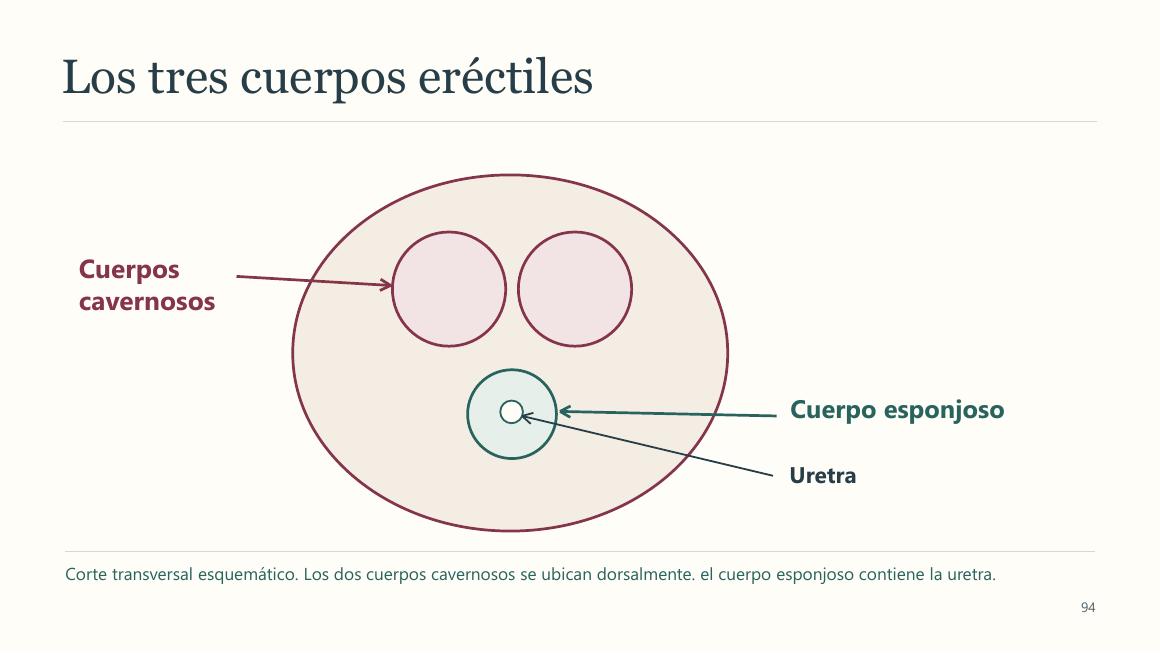 Los tres cuerpos eréctiles
Cuerpos
cavernosos
Cuerpo esponjoso
Uretra
Corte transversal esquemático. Los dos cuerpos cavernosos se ubican dorsalmente. el cuerpo esponjoso contiene la uretra.
94